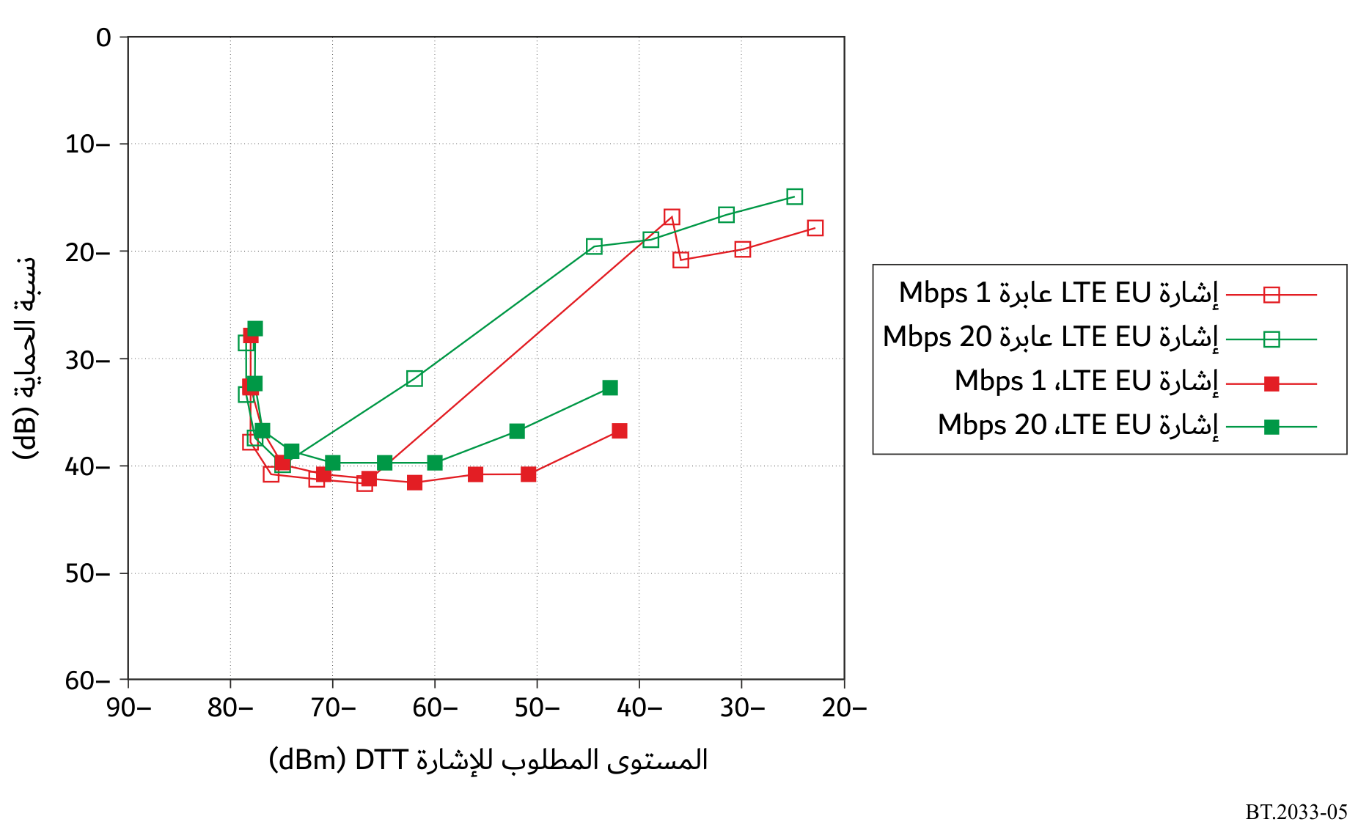 نسبة الحماية (dB)
0
10–
20–
30–
40–
50–
60–
90– 80– 70– 60– 50– 40– 30– 20–
المستوى المطلوب للإشارة DTT (dBm)
إشارة LTE EU عابرة 1 Mbps
إشارة LTE EU عابرة 20 Mbps
إشارة LTE EU، 1 Mbps
إشارة LTE EU، 20 Mbps
BT.2033-05